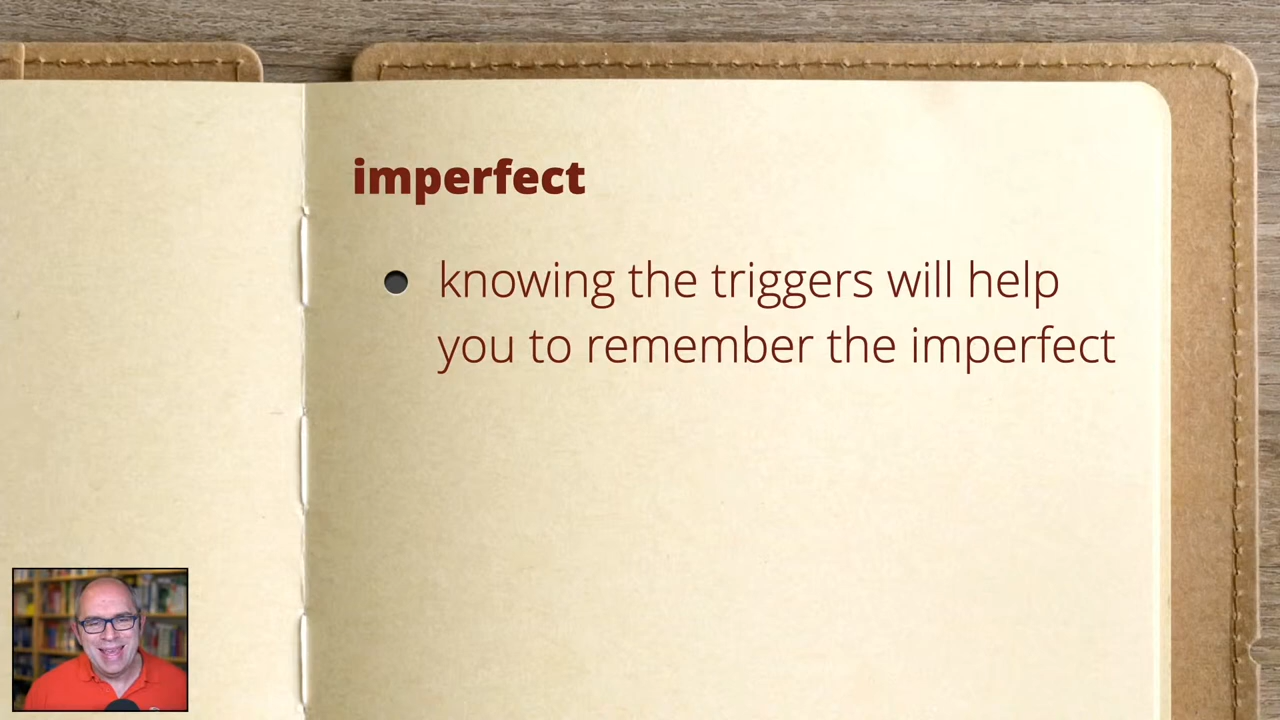 imperfect
knowing the triggers will help
you to remember the imperfect